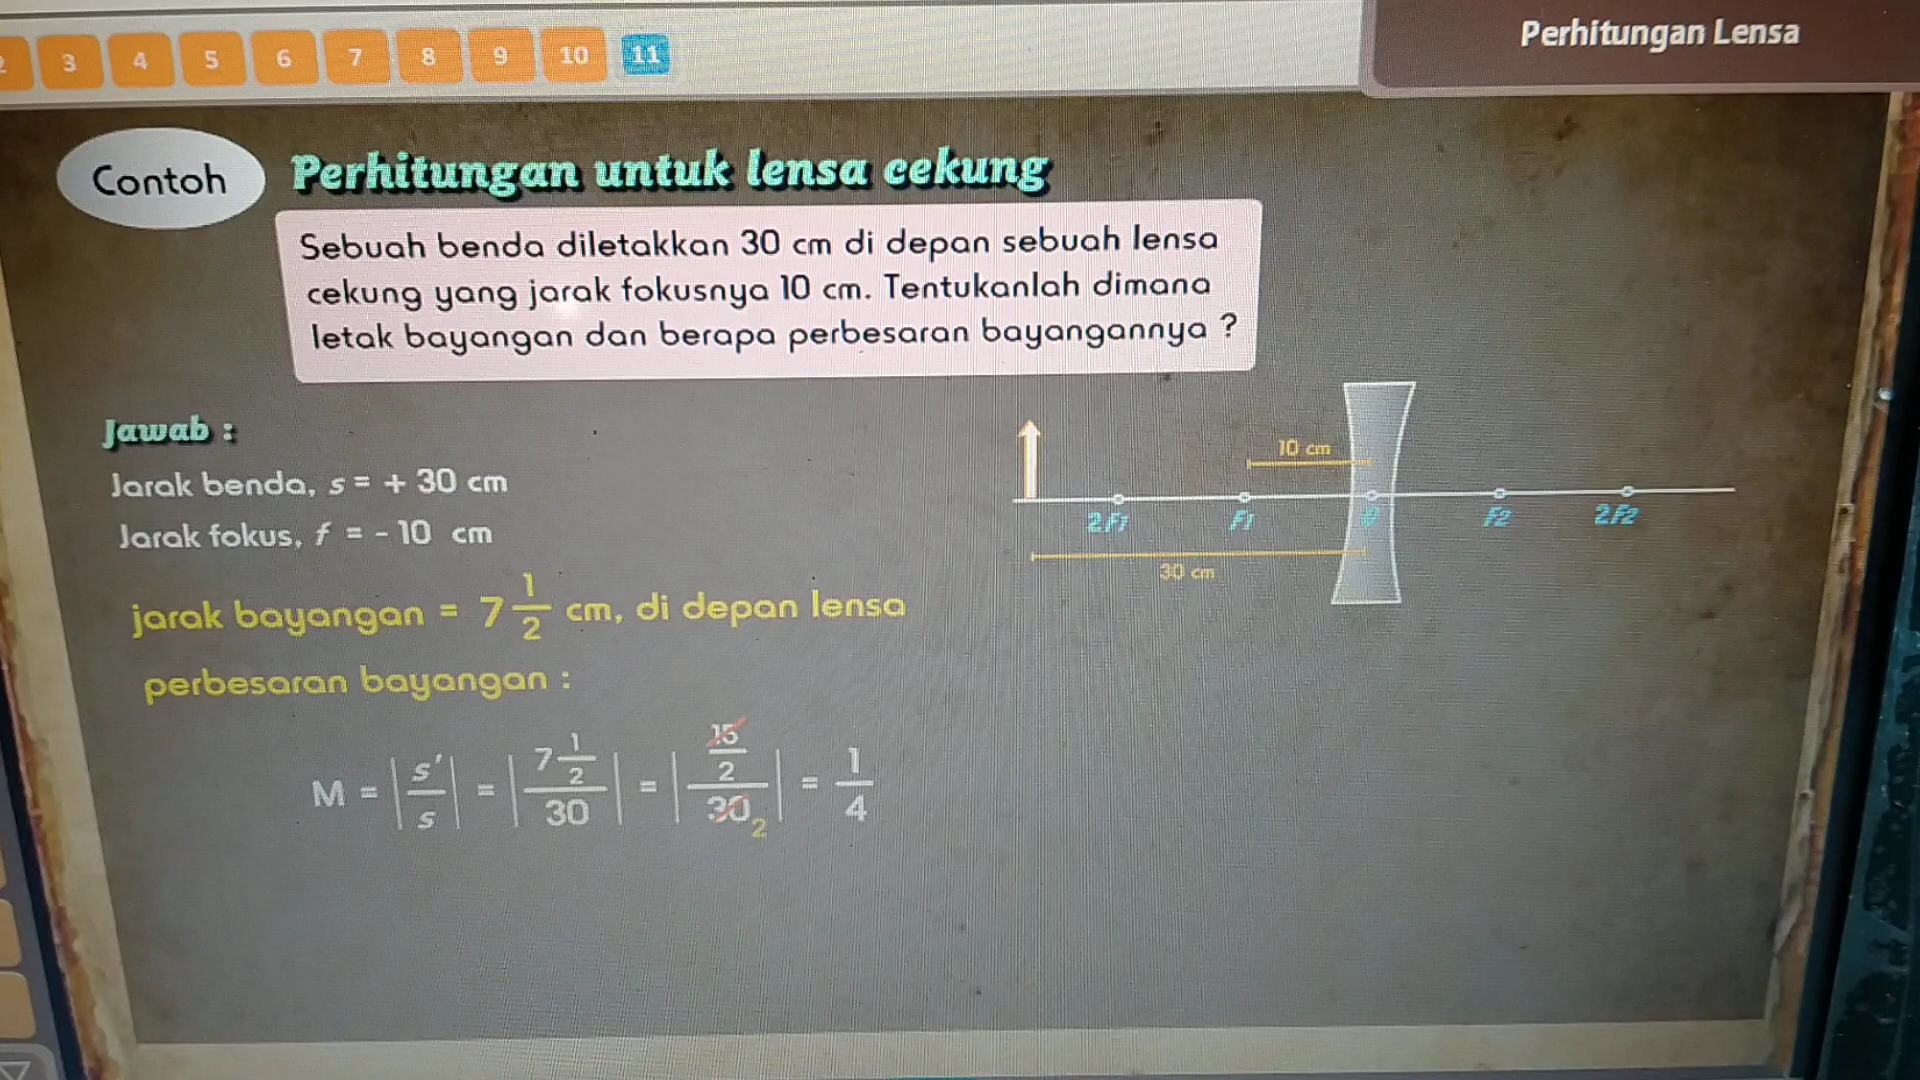 3 4 5 6 7 8 9 10 11
Perhitungan Lensa
Contoh
Perhitungan untuk lensa cekung
Sebuah benda diletakkan 30 cm di depan sebuah lensa
cekung yang jarak fokusnya 10 cm. Tentukanlah dimana
letak bayangan dan berapa perbesaran bayangannya ?
Jawab :
Jarak benda, s = + 30 cm
Jarak fokus, f = - 10 cm
jarak bayangan = 7 1/2 cm, di depan lensa
perbesaran bayangan :
M = | s'/s | = | 7 1/2 / 30 | = | 15/2 / 30 2 | = 1/4
10 cm
2F1 F1 F2 2F2
30 cm